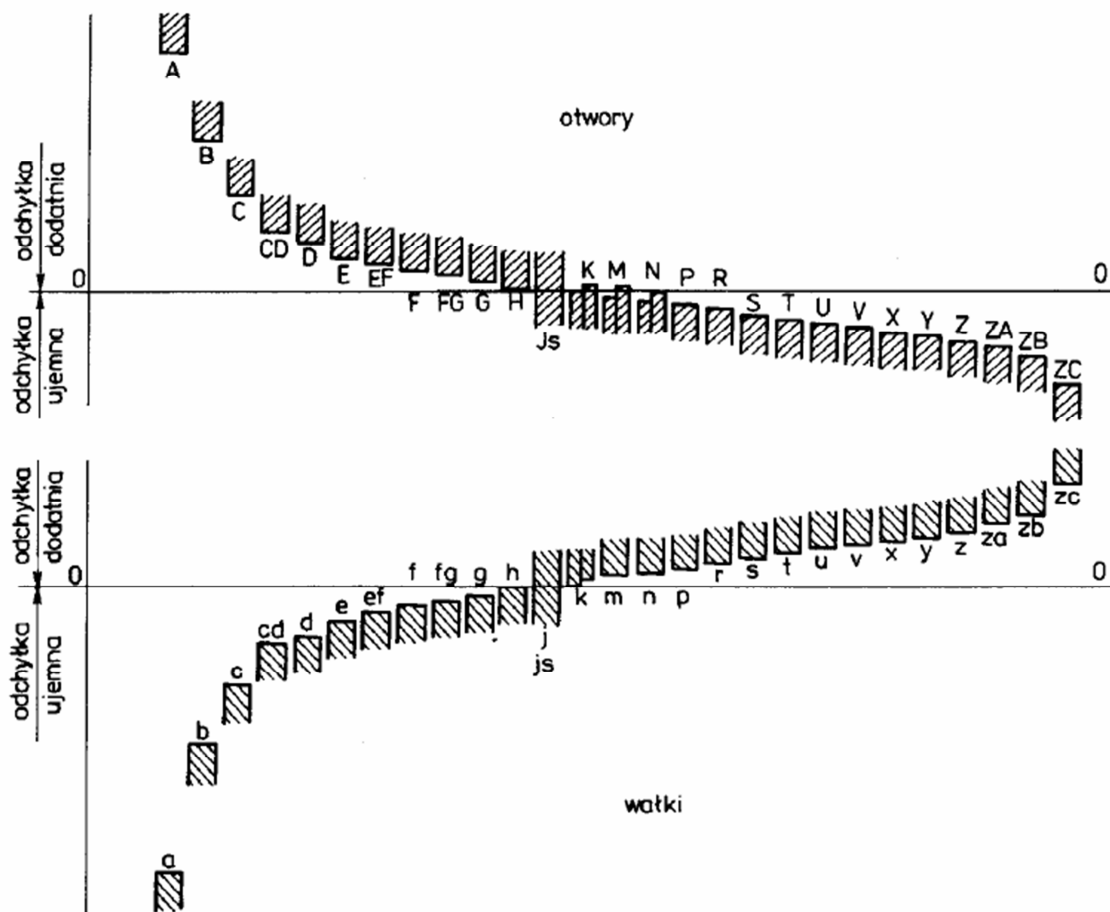 otwory
A
B
C
CD
D
E
EF
F
FG
G
H
Js
K
M
N
P
R
S
T
U
V
X
Y
Z
ZA
ZB
ZC
odchyłka
dodatnia
0
0
odchyłka
ujemna
odchyłka
dodatnia
0
0
odchyłka
ujemna
a
b
c
cd
d
e
ef
f
fg
g
h
j
js
k
m
n
p
r
s
t
u
v
x
y
z
za
zb
zc
wałki